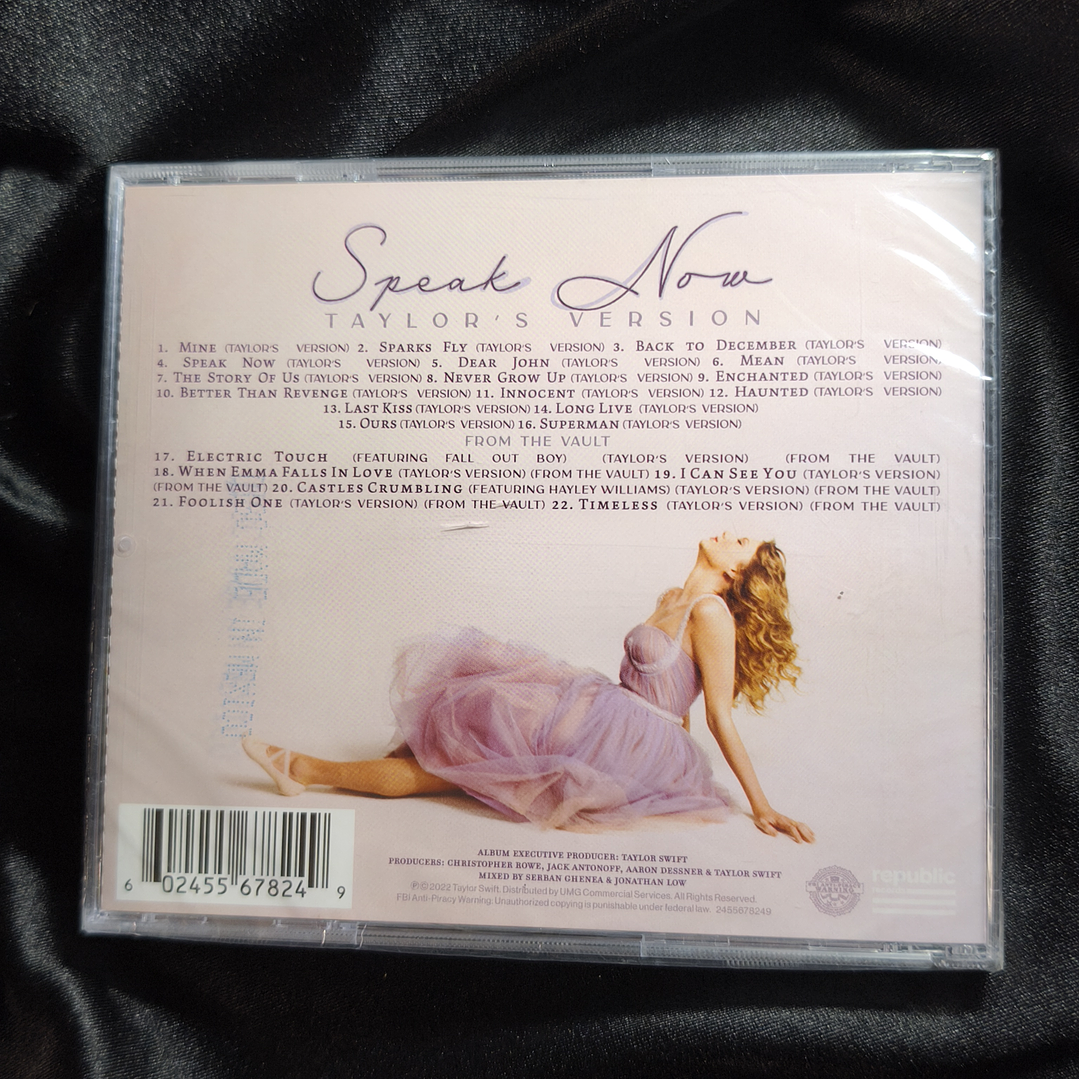 Speak Now
TAYLOR'S VERSION
1. MINE (TAYLOR'S VERSION) 2. SPARKS FLY (TAYLOR'S VERSION) 3. BACK TO DECEMBER (TAYLOR'S VERSION)
4. SPEAK NOW (TAYLOR'S VERSION) 5. DEAR JOHN (TAYLOR'S VERSION) 6. MEAN (TAYLOR'S VERSION)
7. THE STORY OF US (TAYLOR'S VERSION) 8. NEVER GROW UP (TAYLOR'S VERSION) 9. ENCHANTED (TAYLOR'S VERSION)
10. BETTER THAN REVENGE (TAYLOR'S VERSION) 11. INNOCENT (TAYLOR'S VERSION) 12. HAUNTED (TAYLOR'S VERSION)
13. LAST KISS (TAYLOR'S VERSION) 14. LONG LIVE (TAYLOR'S VERSION)
15. OURS (TAYLOR'S VERSION) 16. SUPERMAN (TAYLOR'S VERSION)
FROM THE VAULT
17. ELECTRIC TOUCH (FEATURING FALL OUT BOY) (TAYLOR'S VERSION) (FROM THE VAULT)
18. WHEN EMMA FALLS IN LOVE (TAYLOR'S VERSION) (FROM THE VAULT) 19. I CAN SEE YOU (TAYLOR'S VERSION)
(FROM THE VAULT) 20. CASTLES CRUMBLING (FEATURING HAYLEY WILLIAMS) (TAYLOR'S VERSION) (FROM THE VAULT)
21. FOOLISH ONE (TAYLOR'S VERSION) (FROM THE VAULT) 22. TIMELESS (TAYLOR'S VERSION) (FROM THE VAULT)
MADE IN MEXICO
6 02455 67824 9
ALBUM EXECUTIVE PRODUCER: TAYLOR SWIFT
PRODUCERS: CHRISTOPHER ROWE, JACK ANTONOFF, AARON DESSNER & TAYLOR SWIFT
MIXED BY SERBAN GHENEA & JONATHAN LOW
℗©2022 Taylor Swift. Distributed by UMG Commercial Services. All Rights Reserved.
FBI Anti-Piracy Warning: Unauthorized copying is punishable under federal law. 2455678249
FBI ANTI-PIRACY WARNING
republic